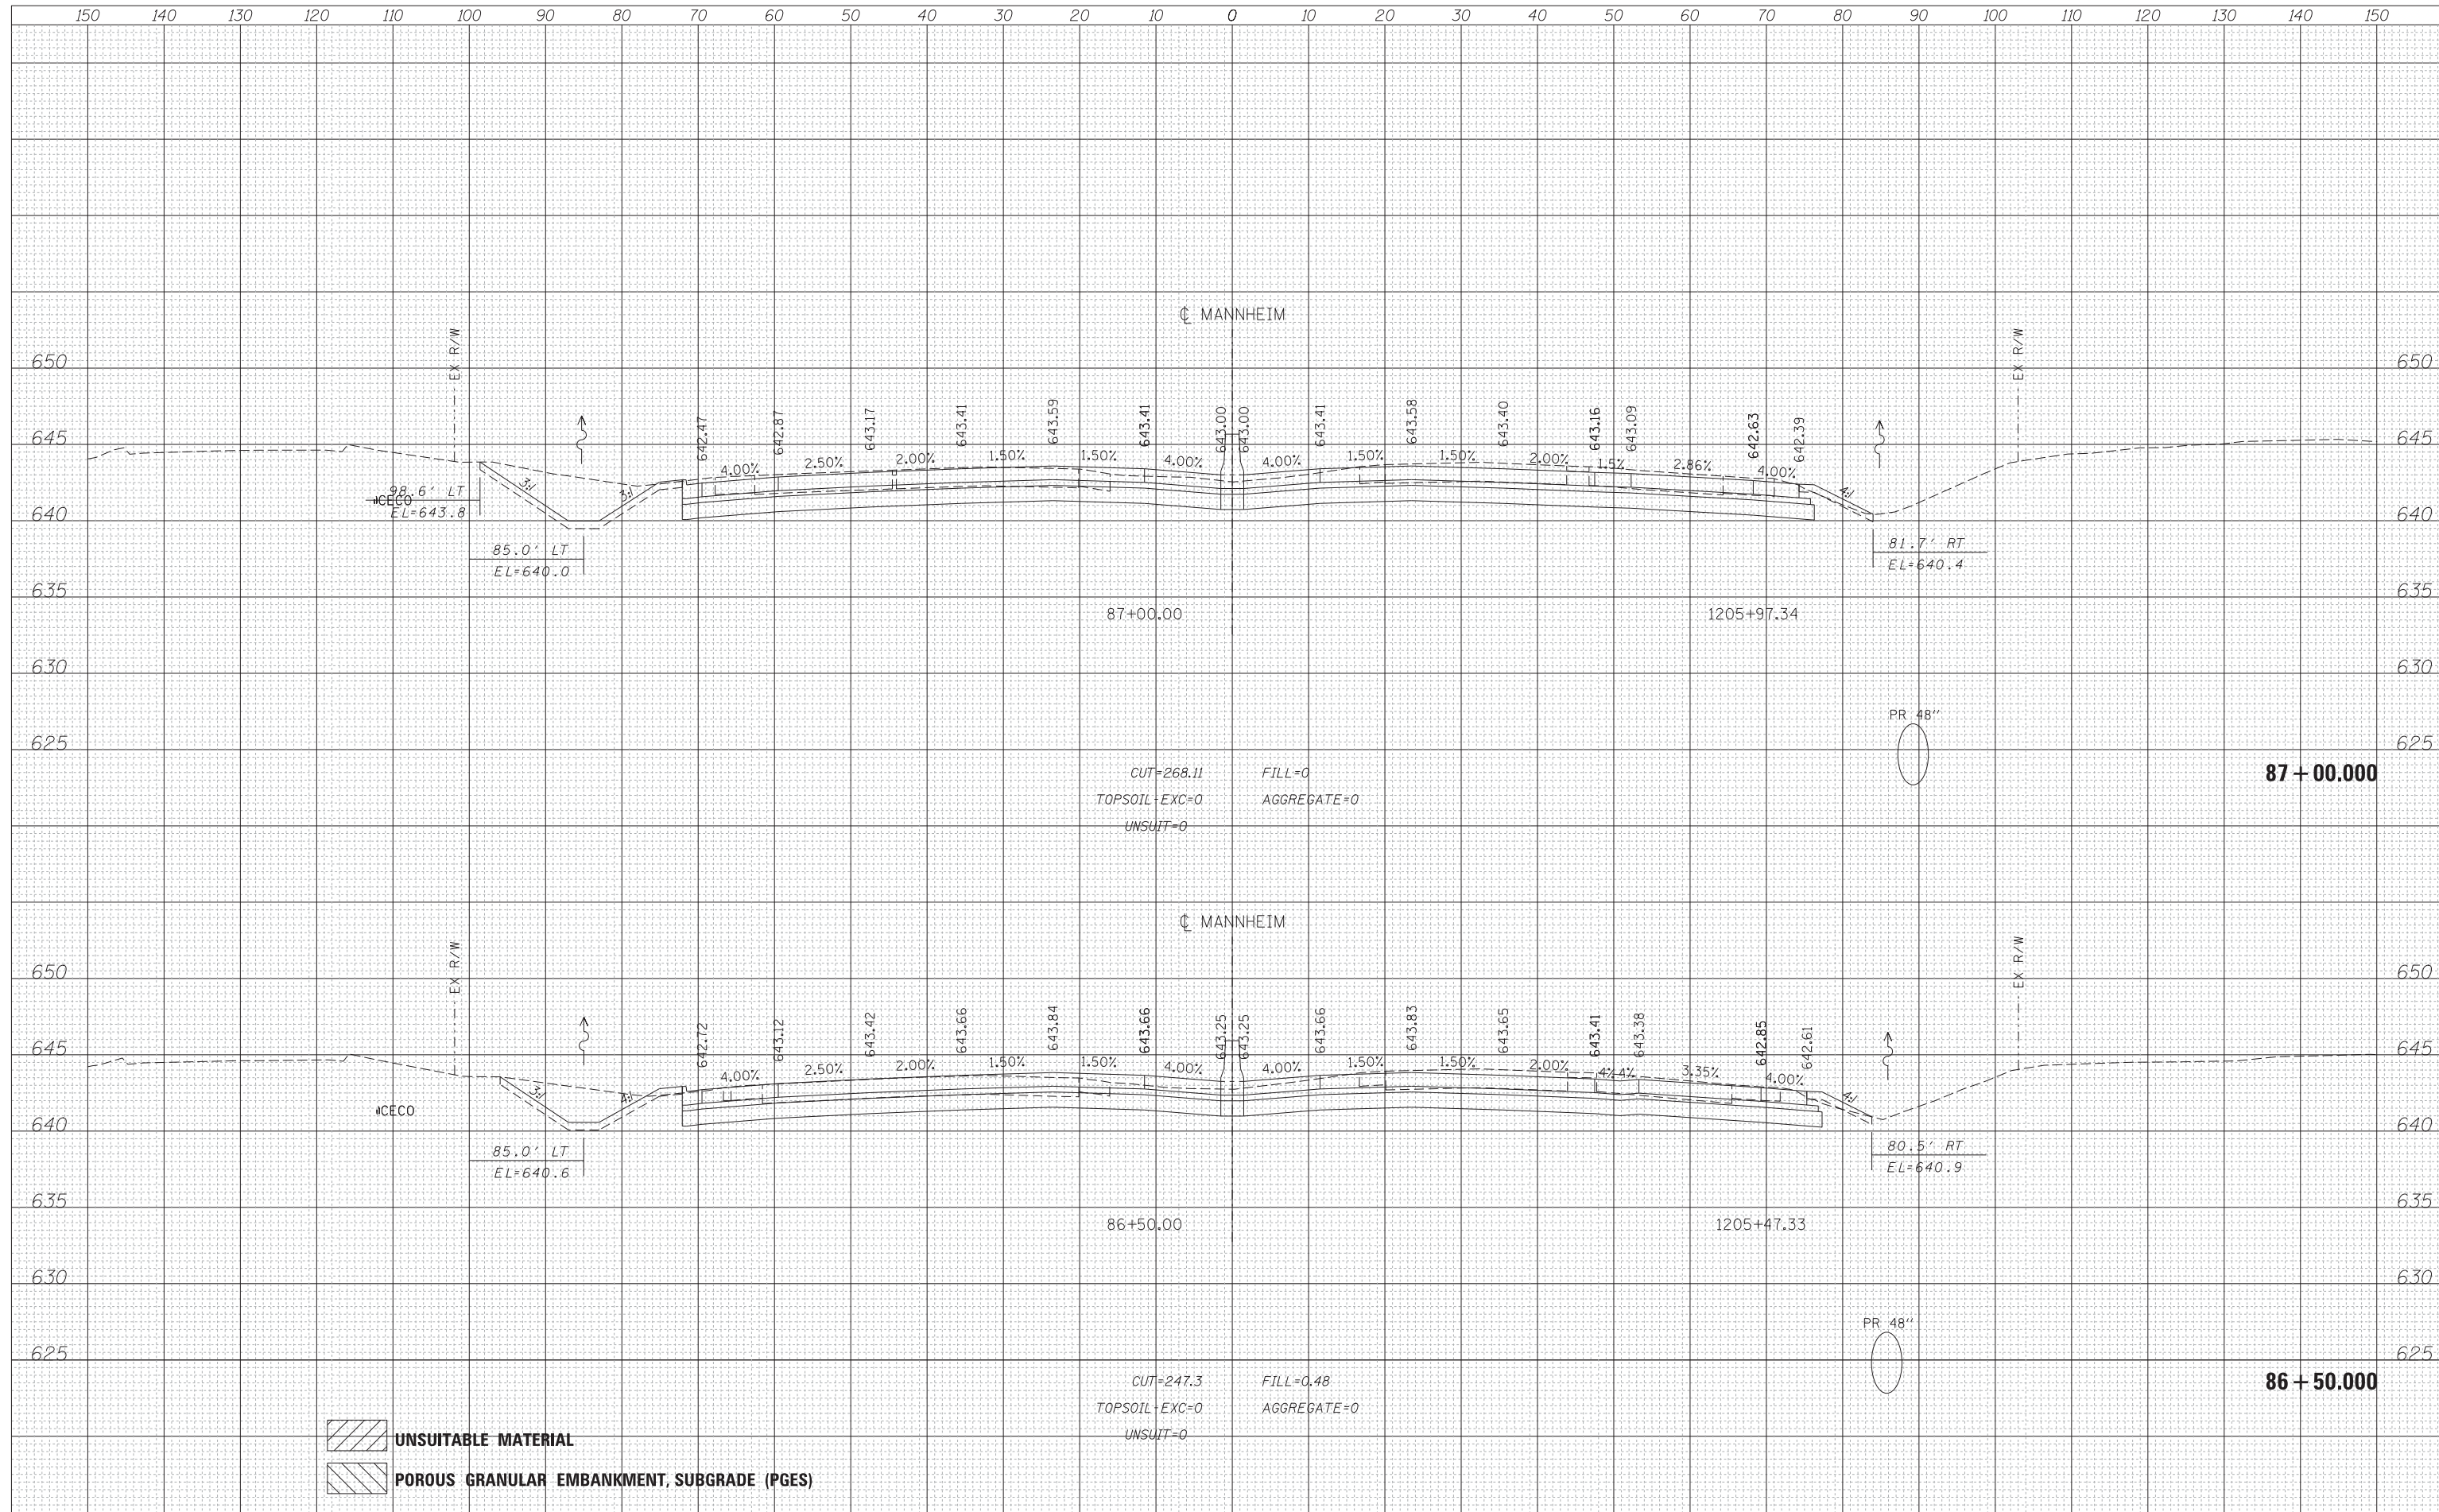 150 140 130 120 110 100 90 80 70 60 50 40 30 20 10 0 10 20 30 40 50 60 70 80 90 100 110 120 130 140 150
℄ MANNHEIM
EX R/W
EX R/W
650
650
645
645
642.47 642.87 643.17 643.41 643.59 643.41 643.00 643.00 643.41 643.58 643.40 643.16 643.09 642.63 642.39
3:1 3:1 4.00% 2.50% 2.00% 1.50% 1.50% 4.00% 4.00% 1.50% 1.50% 2.00% 1.5% 2.86% 4.00% 4:1
98.6' LT
CECO
EL=643.8
640
640
85.0' LT
EL=640.0
81.7' RT
EL=640.4
635
635
87+00.00
1205+97.34
630
630
PR 48"
625
625
CUT=268.11 FILL=0
TOPSOIL-EXC=0 AGGREGATE=0
UNSUIT=0
87+00.000
℄ MANNHEIM
EX R/W
EX R/W
650
650
645
645
642.72 643.12 643.42 643.66 643.84 643.66 643.25 643.25 643.66 643.83 643.65 643.41 643.38 642.85 642.61
3:1 4:1 4.00% 2.50% 2.00% 1.50% 1.50% 4.00% 4.00% 1.50% 1.50% 2.00% 3.35% 4.00% 4:1
CECO
640
640
85.0' LT
EL=640.6
80.5' RT
EL=640.9
635
635
86+50.00
1205+47.33
630
630
PR 48"
625
625
CUT=247.3 FILL=0.48
TOPSOIL-EXC=0 AGGREGATE=0
UNSUIT=0
86+50.000
UNSUITABLE MATERIAL
POROUS GRANULAR EMBANKMENT, SUBGRADE (PGES)